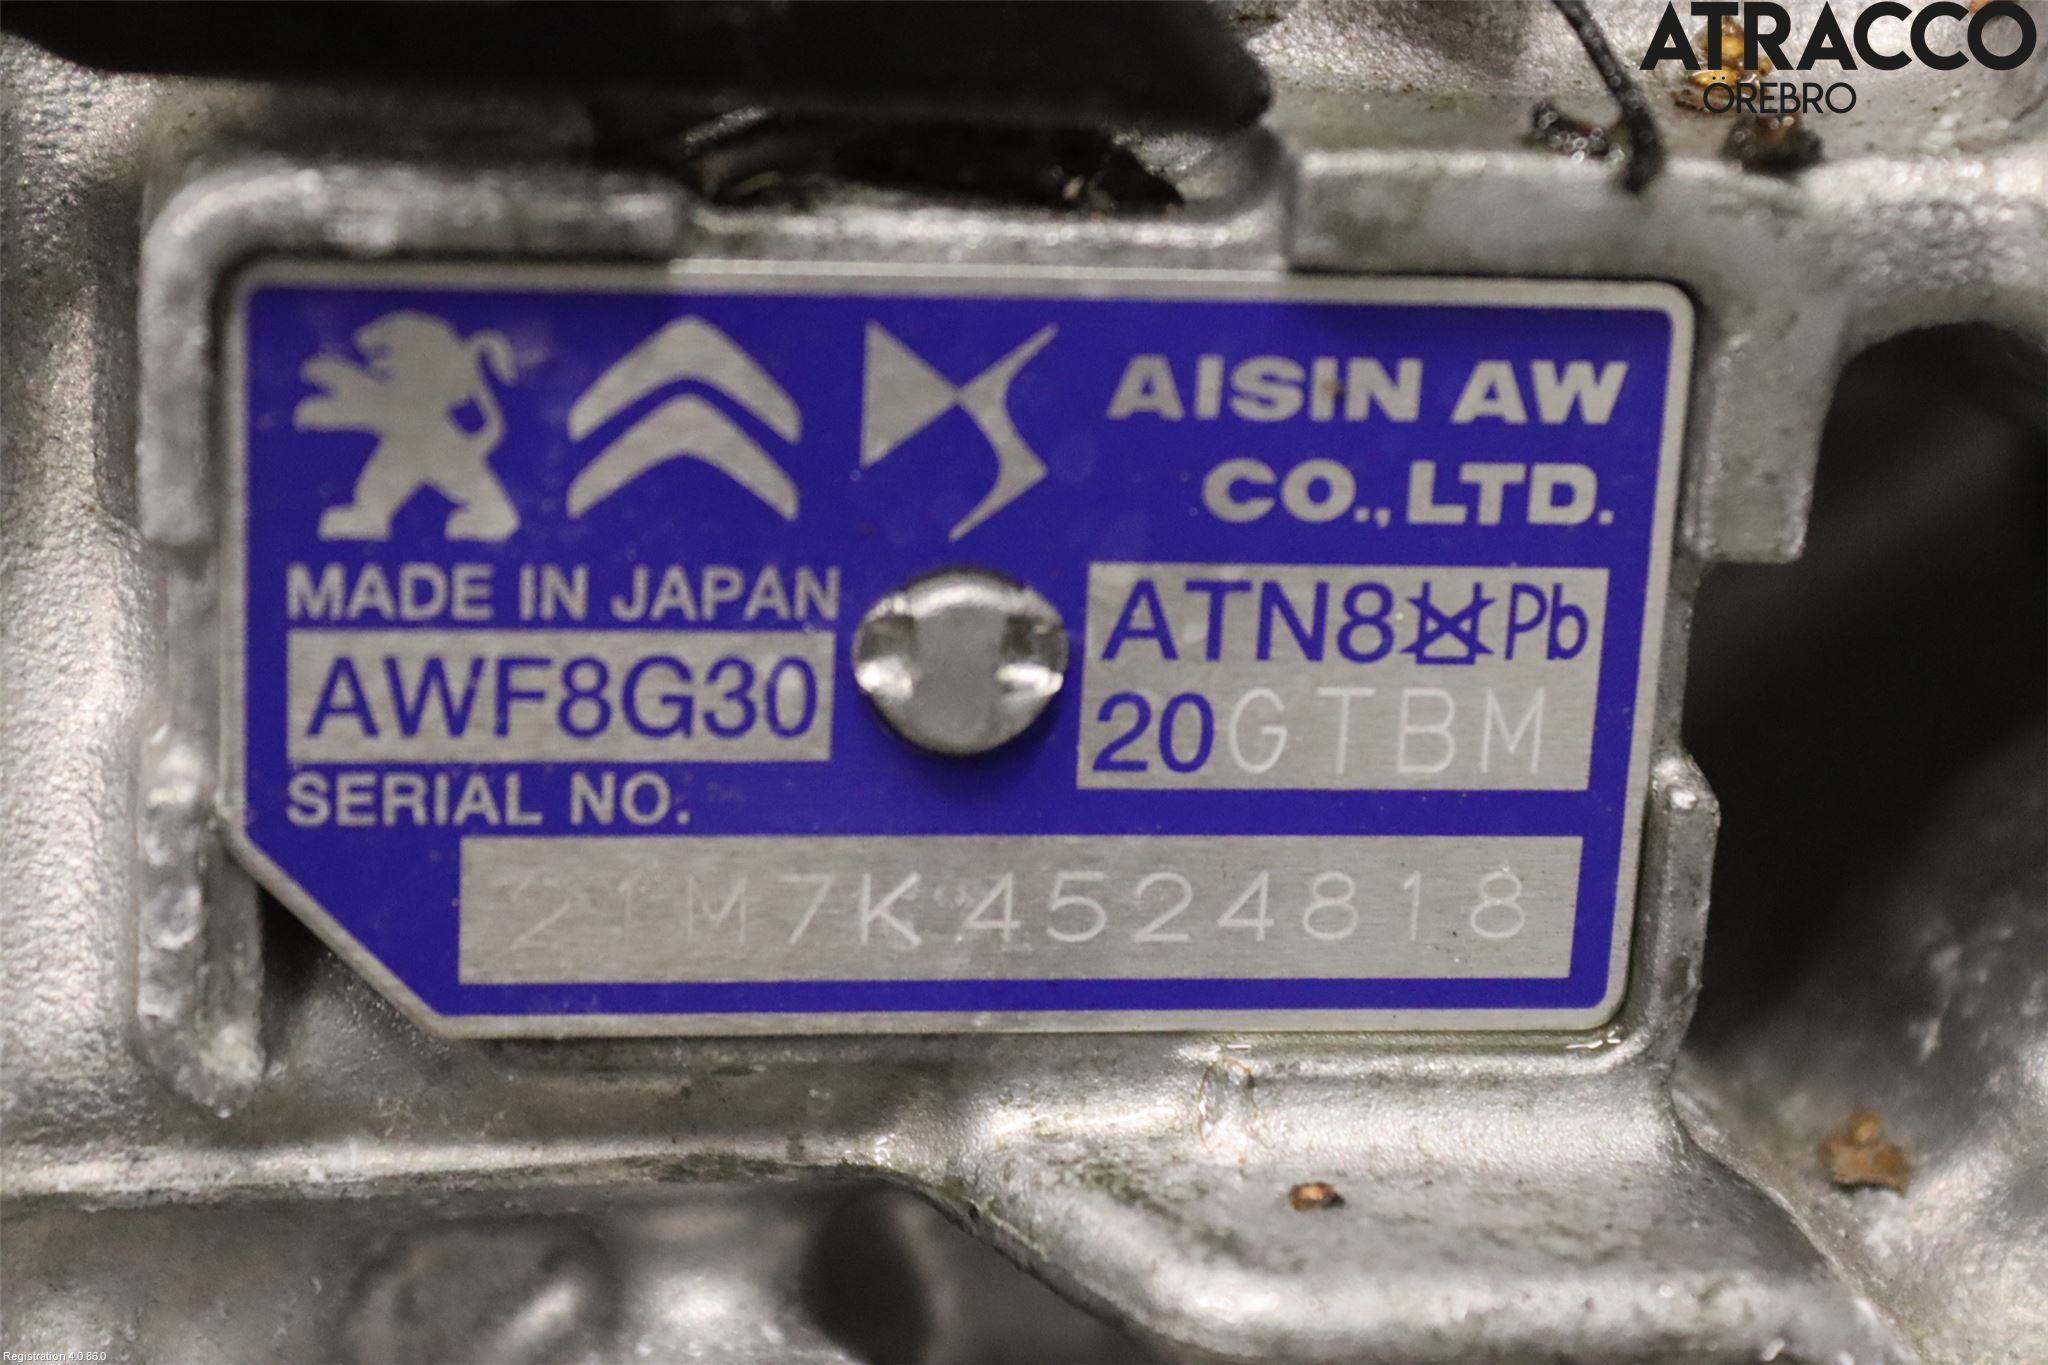 ATRACCO
ÖREBRO
AISIN AW
CO., LTD.
MADE IN JAPAN
AWF8G30
ATN8 Pb
20GTBM
SERIAL NO.
21M7K4524818
Registration 4.0.86.0